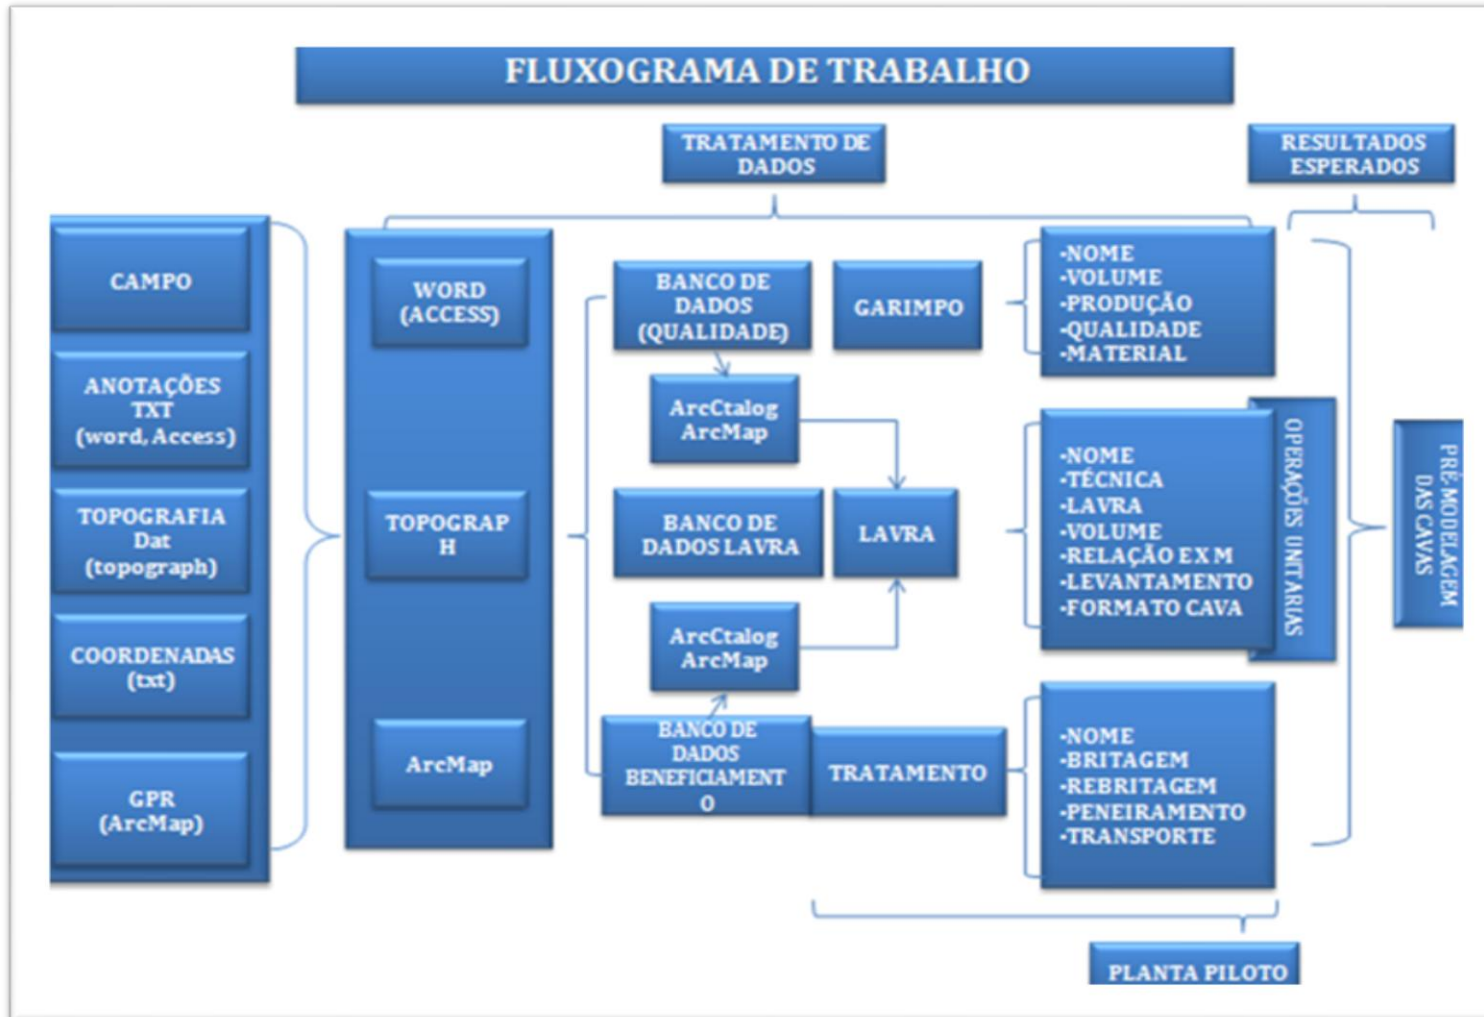 FLUXOGRAMA DE TRABALHO
TRATAMENTO DE
DADOS
RESULTADOS
ESPERADOS
CAMPO
ANOTAÇÕES
TXT
(word, Access)
TOPOGRAFIA
Dat
(topograph)
COORDENADAS
(txt)
GPR
(ArcMap)
WORD
(ACCESS)
TOPOGRAP
H
ArcMap
BANCO DE
DADOS
(QUALIDADE)
ArcCtalog
ArcMap
BANCO DE
DADOS LAVRA
ArcCtalog
ArcMap
BANCO DE
DADOS
BENEFICIAMENT
O
GARIMPO
LAVRA
TRATAMENTO
-NOME
-VOLUME
-PRODUÇÃO
-QUALIDADE
-MATERIAL
-NOME
-TÉCNICA
-LAVRA
-VOLUME
-RELAÇÃO EX M
-LEVANTAMENTO
-FORMATO CAVA
OPERAÇÕES UNITARIAS
-NOME
-BRITAGEM
-REBRITAGEM
-PENEIRAMENTO
-TRANSPORTE
PRÉ-MODELAGEM
DAS CAVAS
PLANTA PILOTO